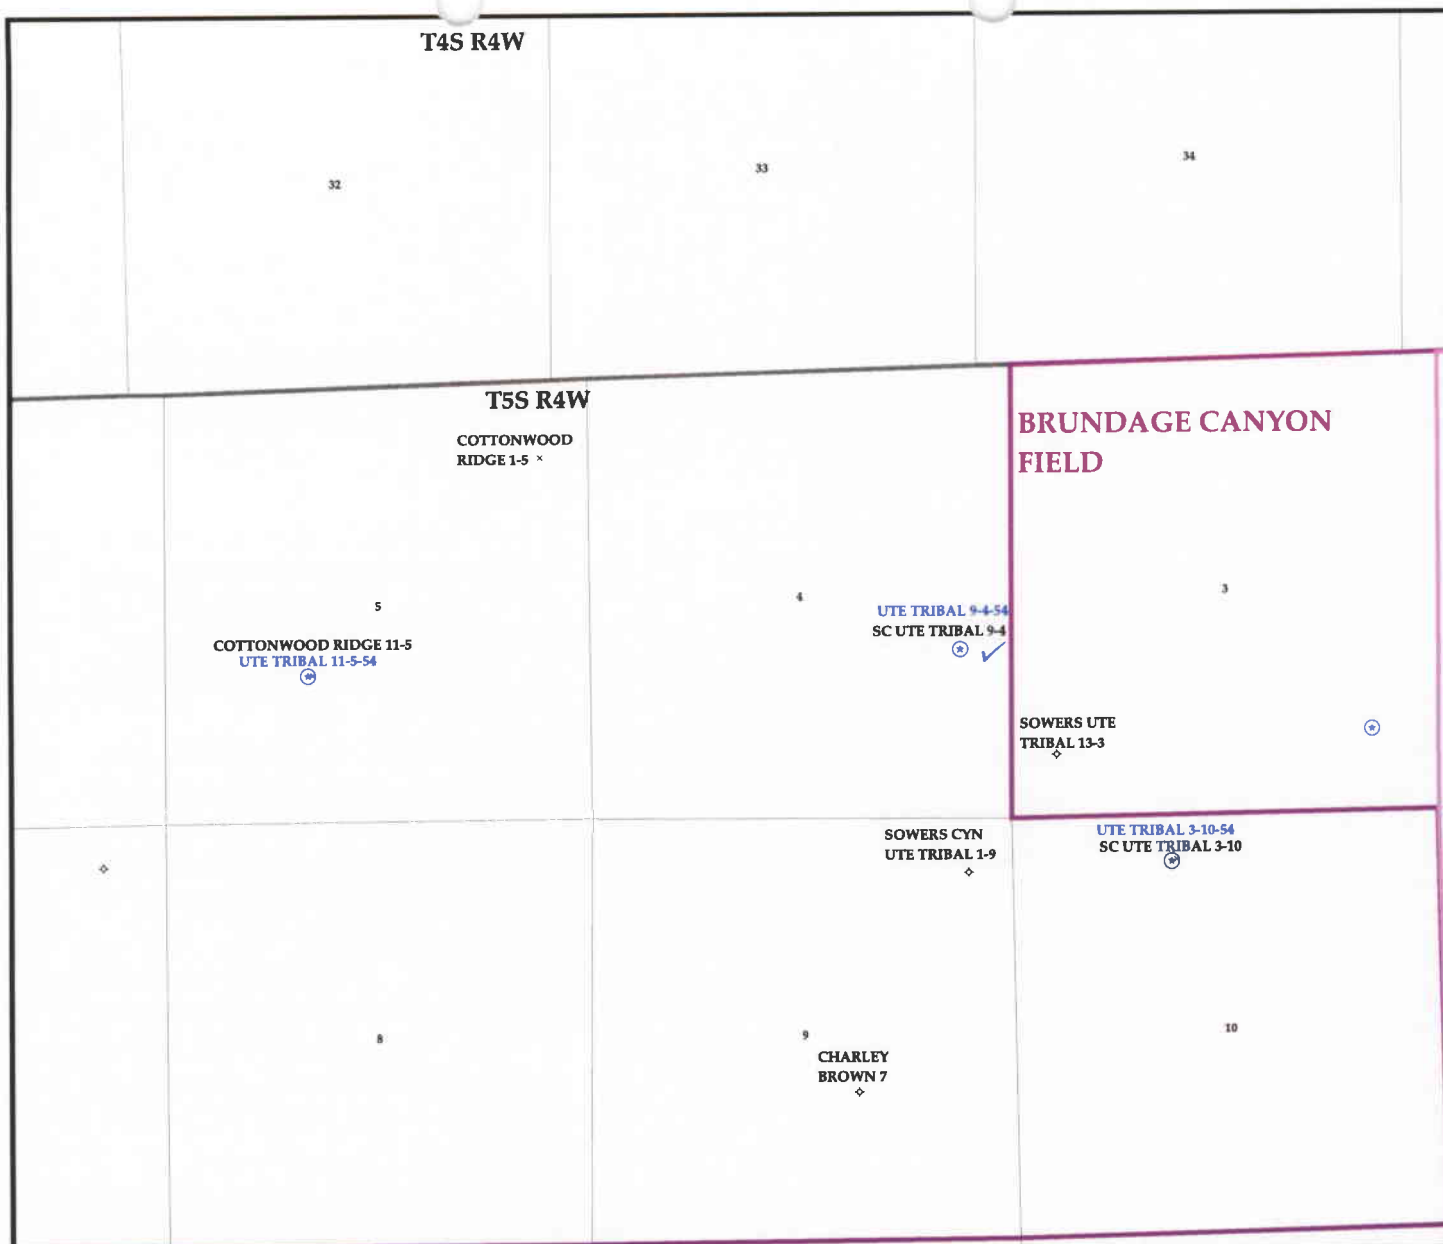 T4S R4W
32
33
34
T5S R4W
COTTONWOOD
RIDGE 1-5
BRUNDAGE CANYON
FIELD
5
4
3
UTE TRIBAL 9-4-54
SC UTE TRIBAL 9-4
COTTONWOOD RIDGE 11-5
UTE TRIBAL 11-5-54
SOWERS UTE
TRIBAL 13-3
SOWERS CYN
UTE TRIBAL 1-9
UTE TRIBAL 3-10-54
SC UTE TRIBAL 3-10
8
9
10
CHARLEY
BROWN 7